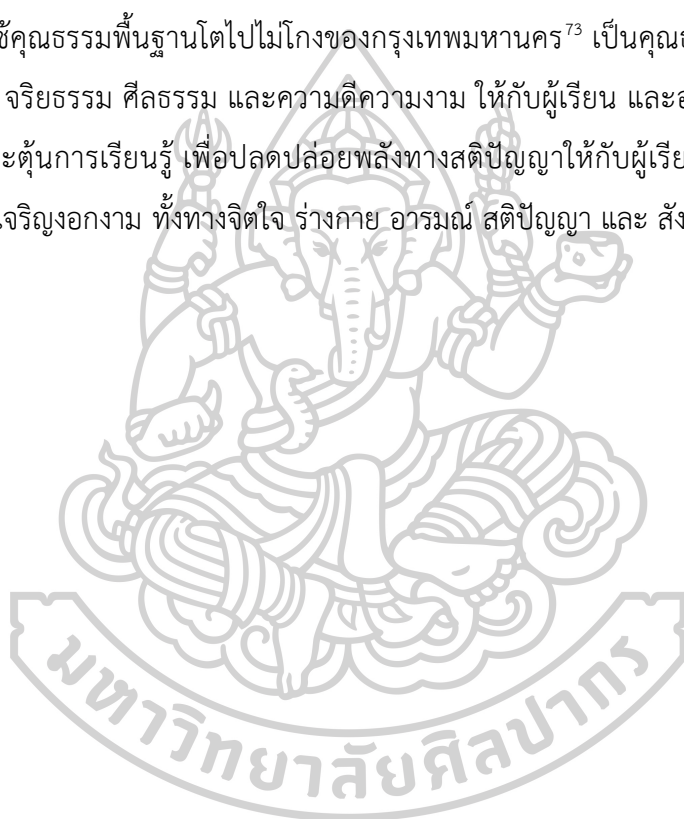 ช้คุณธรรมพื้นฐานโตไปไม่โกงของกรุงเทพมหานคร73 เป็นคุณ
จริยธรรม ศีลธรรม และความดีความงาม ให้กับผู้เรียน และ
ะตุ้นการเรียนรู้ เพื่อปลดปล่อยพลังทางสติปัญญาให้กับผู้เรีย
เจริญงอกงาม ทั้งทางจิตใจ ร่างกาย อารมณ์ สติปัญญา และ สัง
มหาวิทยาลัยศิลปากร